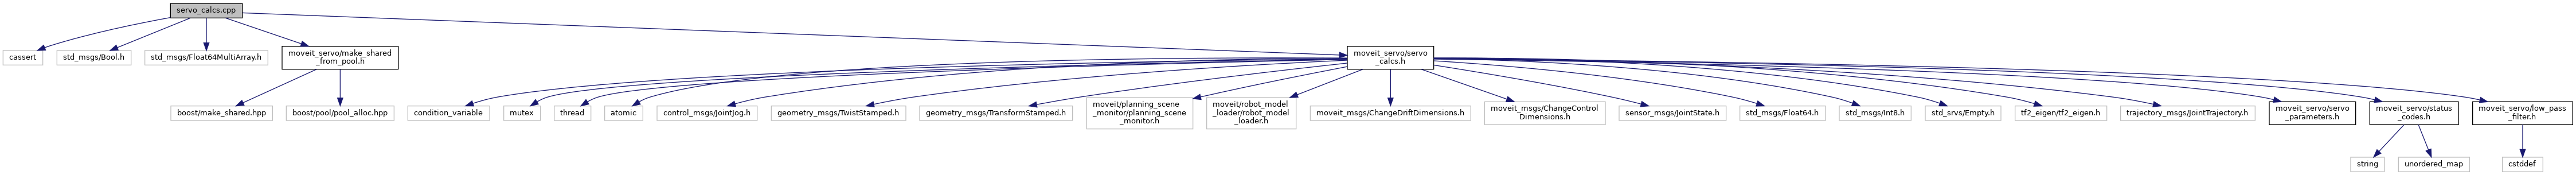 servo_calcs.cpp
cassert
std_msgs/Bool.h
std_msgs/Float64MultiArray.h
moveit_servo/make_shared
_from_pool.h
moveit_servo/servo
_calcs.h
boost/make_shared.hpp
boost/pool/pool_alloc.hpp
condition_variable
mutex
thread
atomic
control_msgs/JointJog.h
geometry_msgs/TwistStamped.h
geometry_msgs/TransformStamped.h
moveit/planning_scene
_monitor/planning_scene
_monitor.h
moveit/robot_model
_loader/robot_model
_loader.h
moveit_msgs/ChangeDriftDimensions.h
moveit_msgs/ChangeControl
Dimensions.h
sensor_msgs/JointState.h
std_msgs/Float64.h
std_msgs/Int8.h
std_srvs/Empty.h
tf2_eigen/tf2_eigen.h
trajectory_msgs/JointTrajectory.h
moveit_servo/servo
_parameters.h
moveit_servo/status
_codes.h
moveit_servo/low_pass
_filter.h
string
unordered_map
cstddef